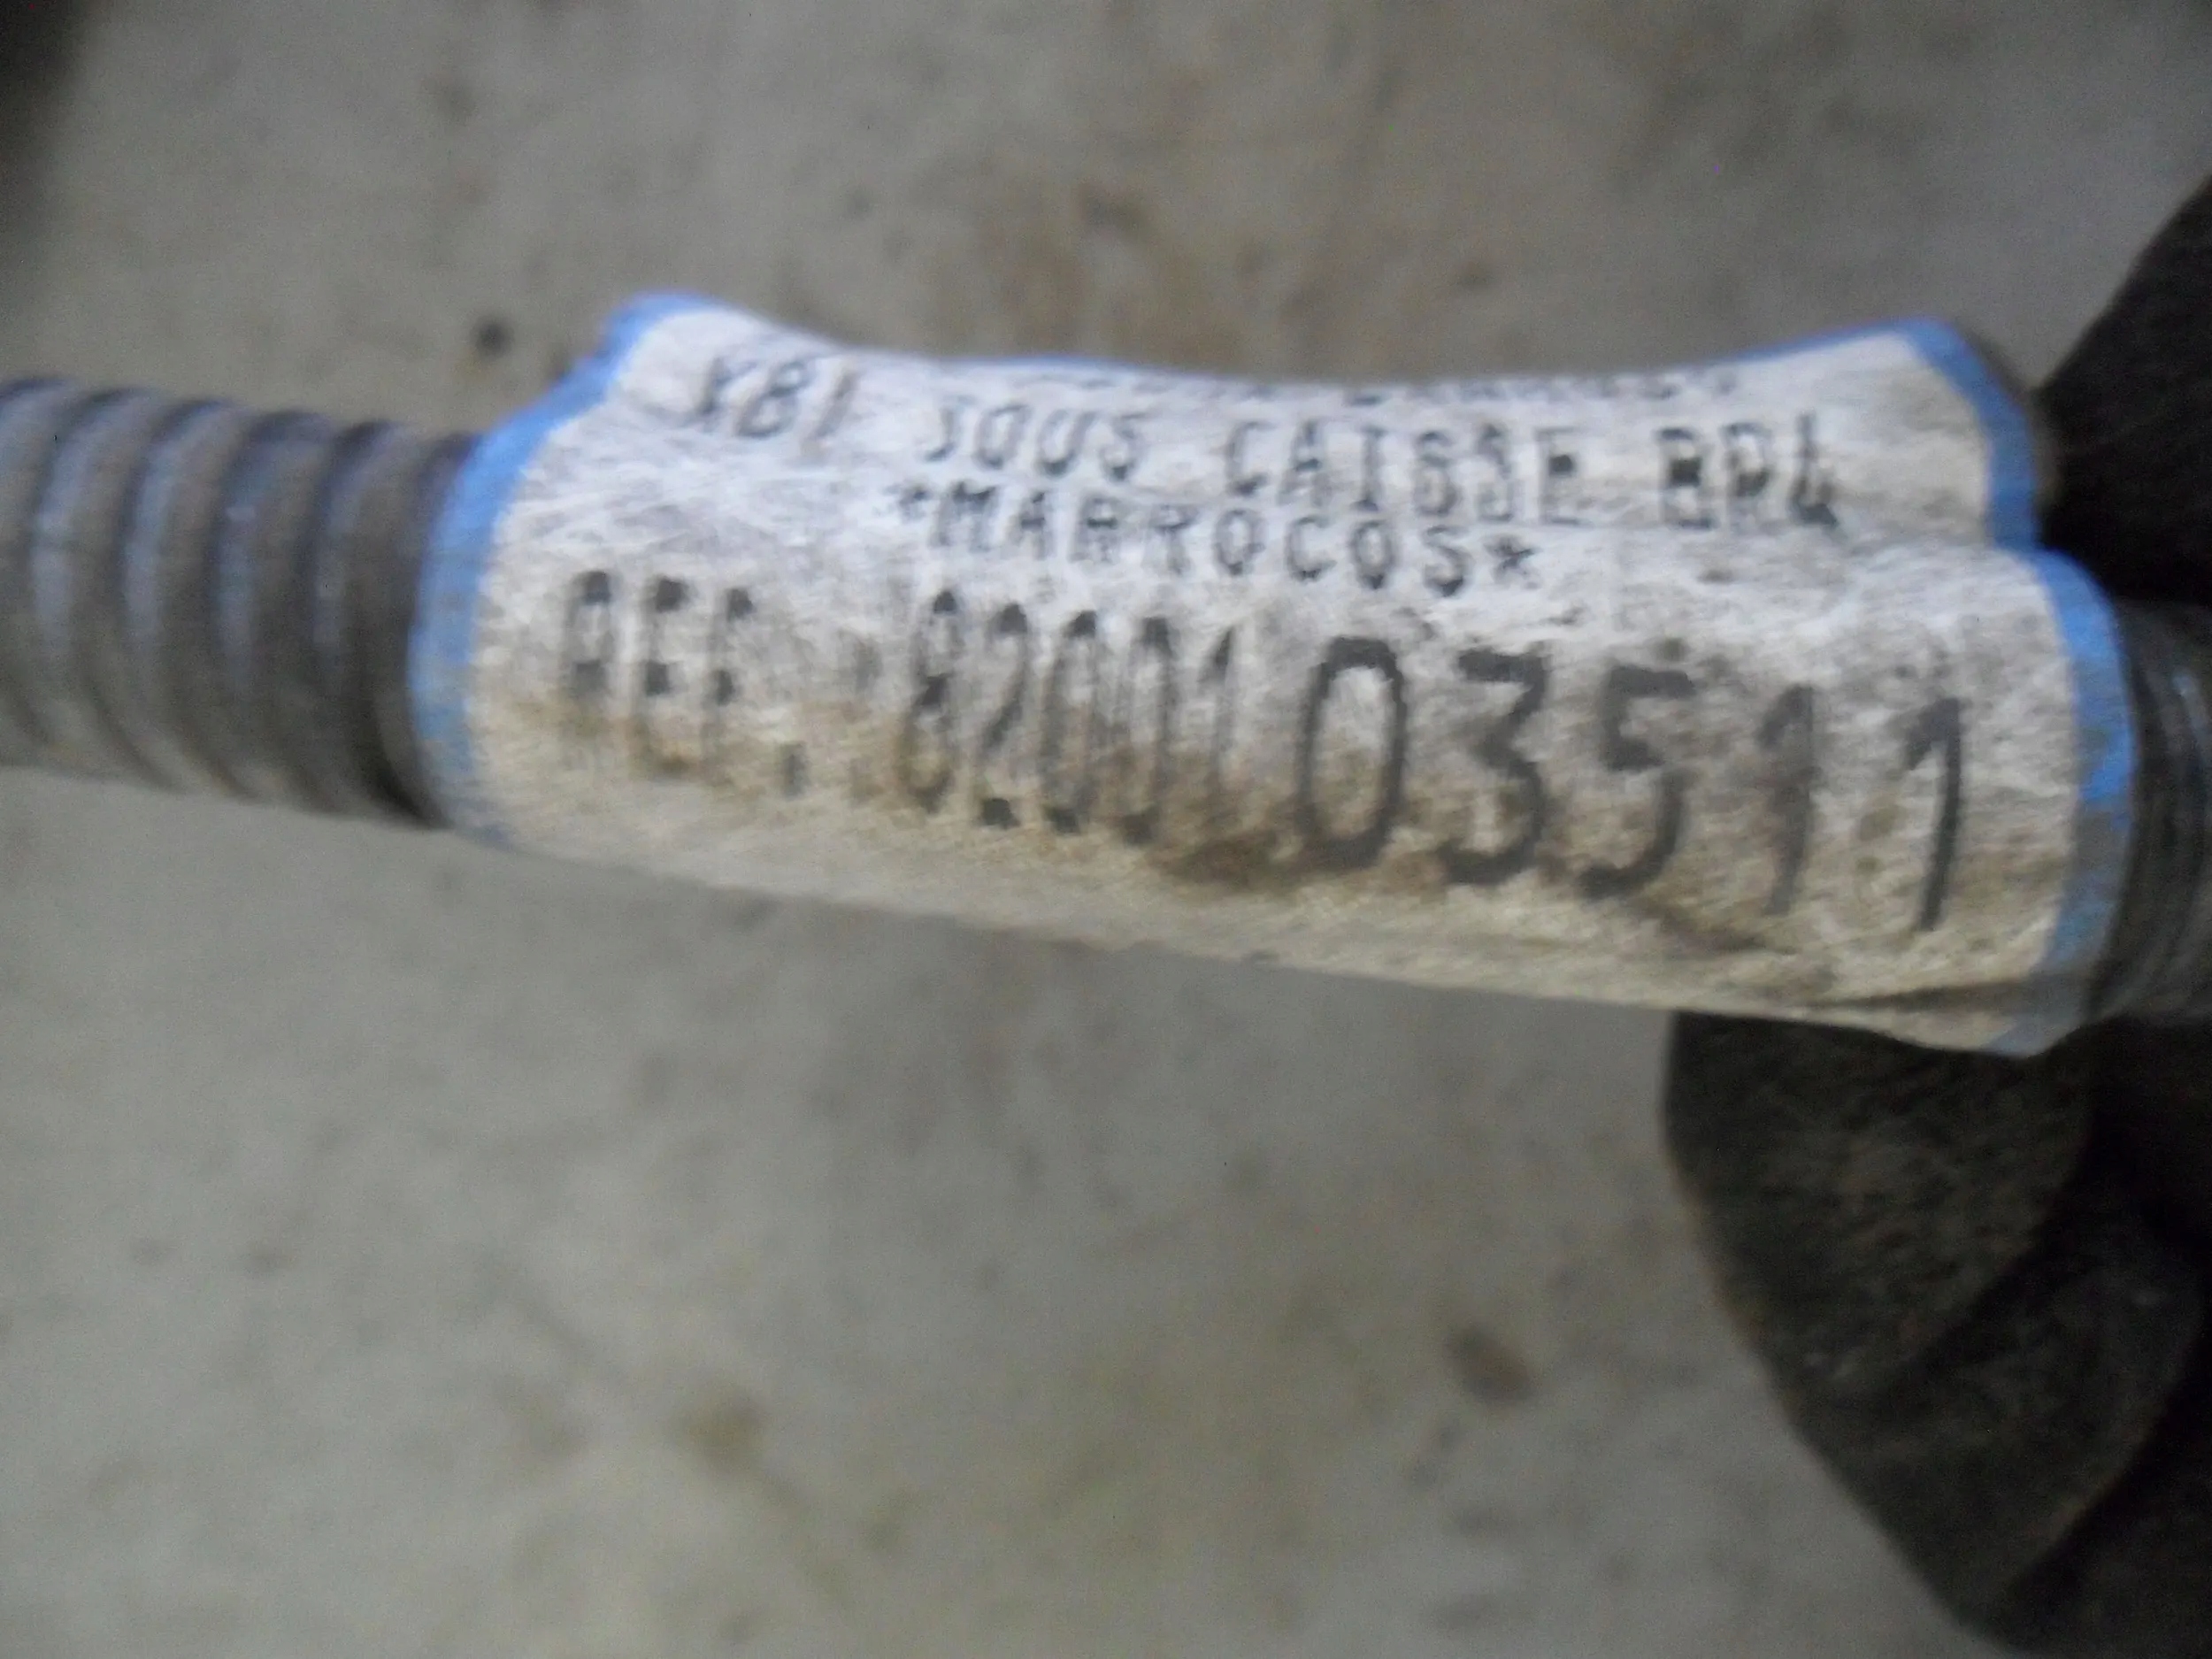 X81 SOUS CAISSE BR4
*MARROCOS*
REF. :8200103511